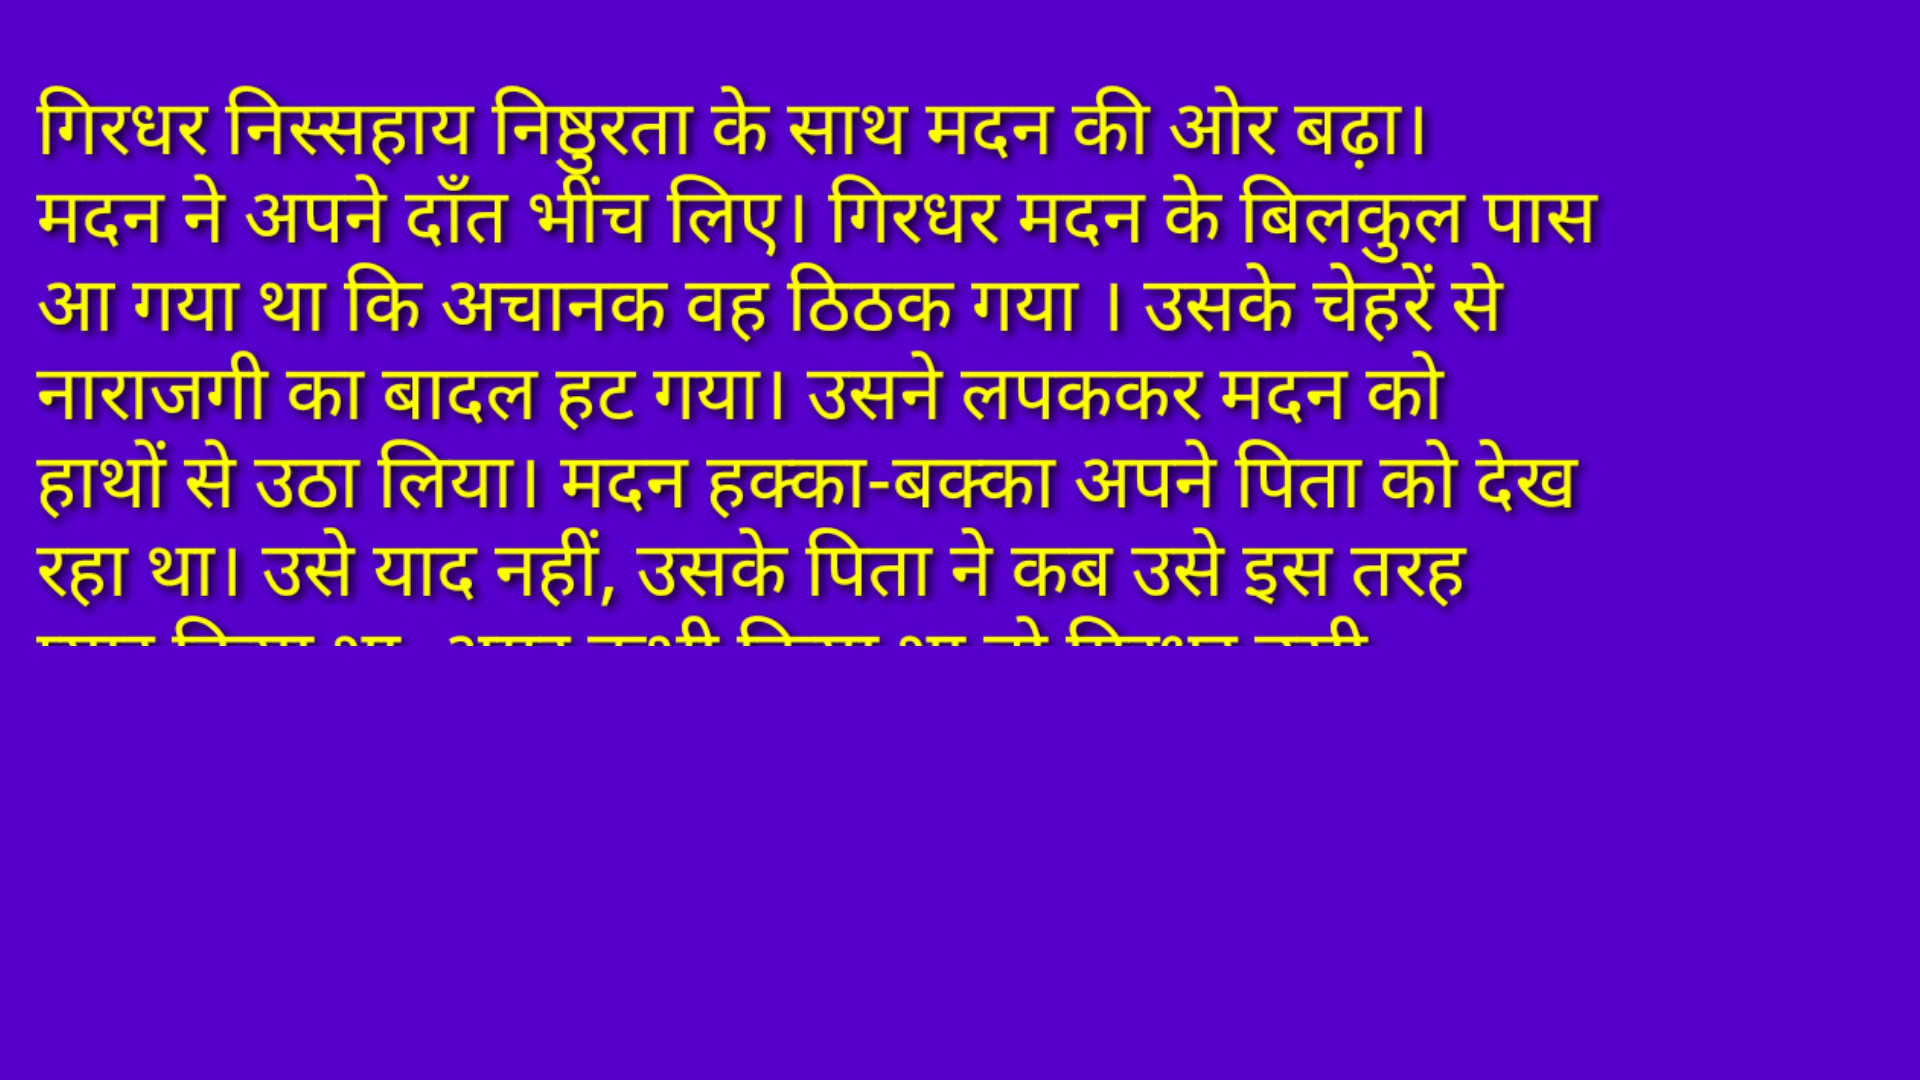 गिरधर निस्सहाय निष्ठुरता के साथ मदन की ओर बढ़ा।
मदन ने अपने दाँत भींच लिए। गिरधर मदन के बिलकुल पास
आ गया था कि अचानक वह ठिठक गया । उसके चेहरें से
नाराजगी का बादल हट गया। उसने लपककर मदन को
हाथों से उठा लिया। मदन हक्का-बक्का अपने पिता को देख
रहा था। उसे याद नहीं, उसके पिता ने कब उसे इस तरह